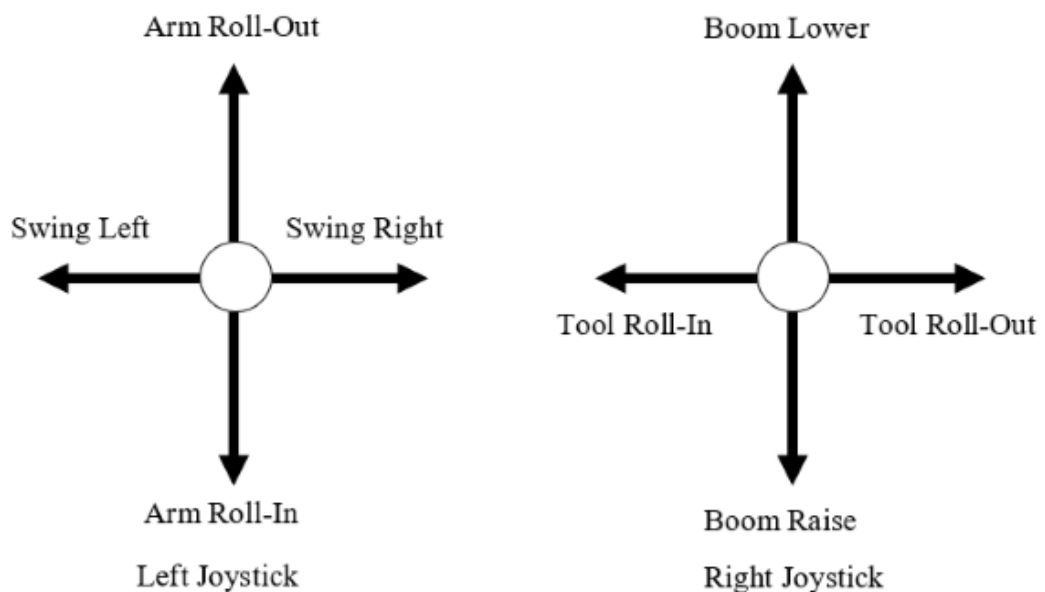 Arm Roll-Out
Swing Left
Swing Right
Arm Roll-In
Left Joystick
Boom Lower
Tool Roll-In
Tool Roll-Out
Boom Raise
Right Joystick